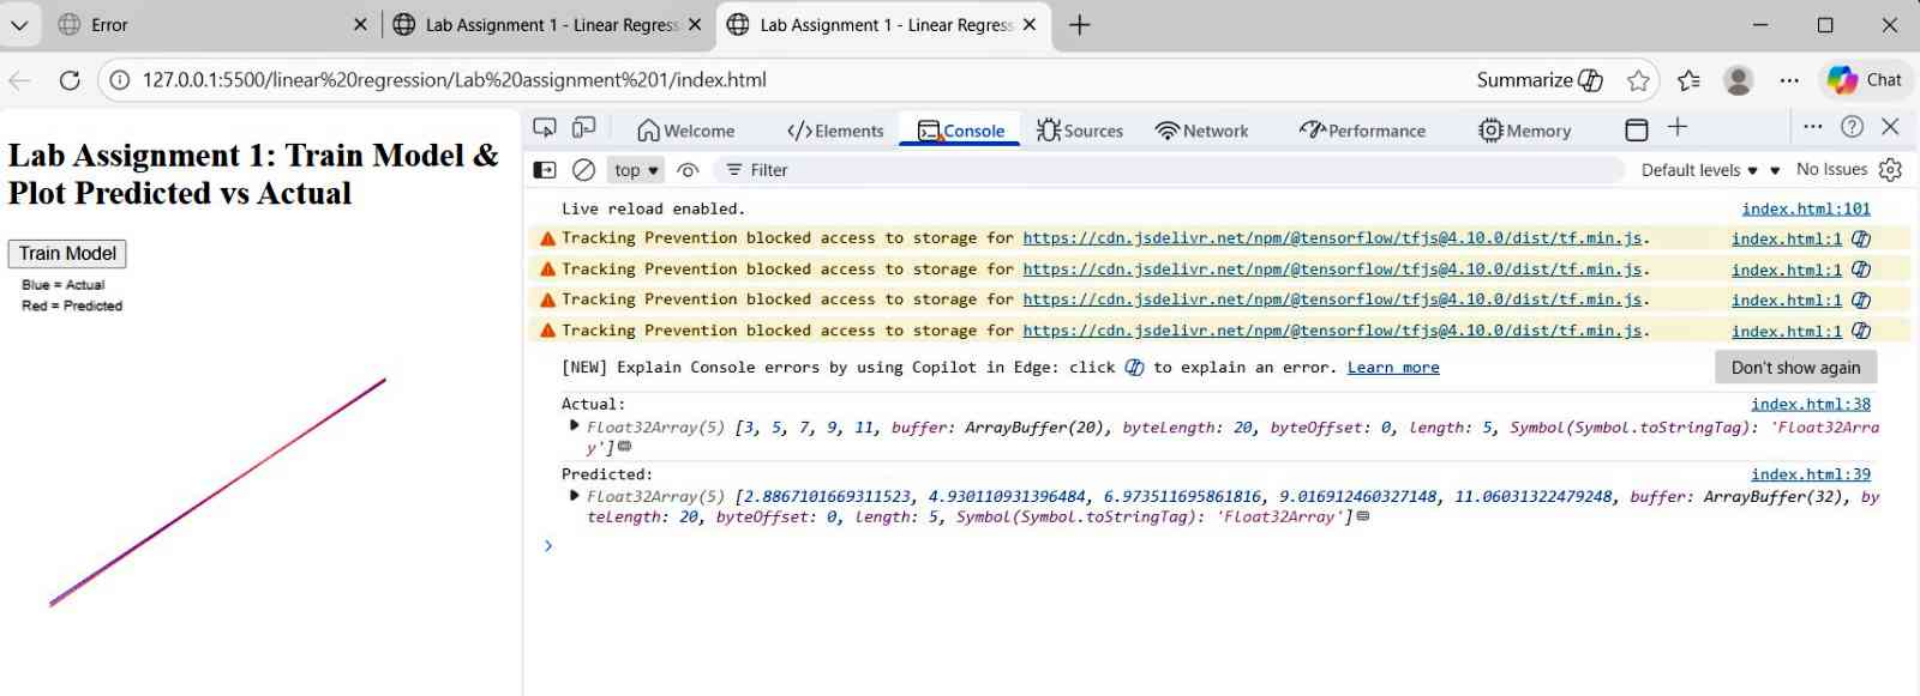 Error
Lab Assignment 1 - Linear Regress
Lab Assignment 1 - Linear Regress
127.0.0.1:5500/linear%20regression/Lab%20assignment%201/index.html
Summarize
Chat
Lab Assignment 1: Train Model &
Plot Predicted vs Actual
Train Model
Blue = Actual
Red = Predicted
Welcome
</>Elements
Console
Sources
Network
Performance
Memory
top
Filter
Default levels
No Issues
Live reload enabled. index.html:101
Tracking Prevention blocked access to storage for https://cdn.jsdelivr.net/npm/@tensorflow/tfjs@4.10.0/dist/tf.min.js. index.html:1
Tracking Prevention blocked access to storage for https://cdn.jsdelivr.net/npm/@tensorflow/tfjs@4.10.0/dist/tf.min.js. index.html:1
Tracking Prevention blocked access to storage for https://cdn.jsdelivr.net/npm/@tensorflow/tfjs@4.10.0/dist/tf.min.js. index.html:1
Tracking Prevention blocked access to storage for https://cdn.jsdelivr.net/npm/@tensorflow/tfjs@4.10.0/dist/tf.min.js. index.html:1
[NEW] Explain Console errors by using Copilot in Edge: click to explain an error. Learn more Don't show again
Actual: index.html:38
Float32Array(5) [3, 5, 7, 9, 11, buffer: ArrayBuffer(20), byteLength: 20, byteOffset: 0, length: 5, Symbol(Symbol.toStringTag): 'Float32Arra
y']
Predicted: index.html:39
Float32Array(5) [2.8867101669311523, 4.930110931396484, 6.973511695861816, 9.016912460327148, 11.06031322479248, buffer: ArrayBuffer(32), by
teLength: 20, byteOffset: 0, length: 5, Symbol(Symbol.toStringTag): 'Float32Array']